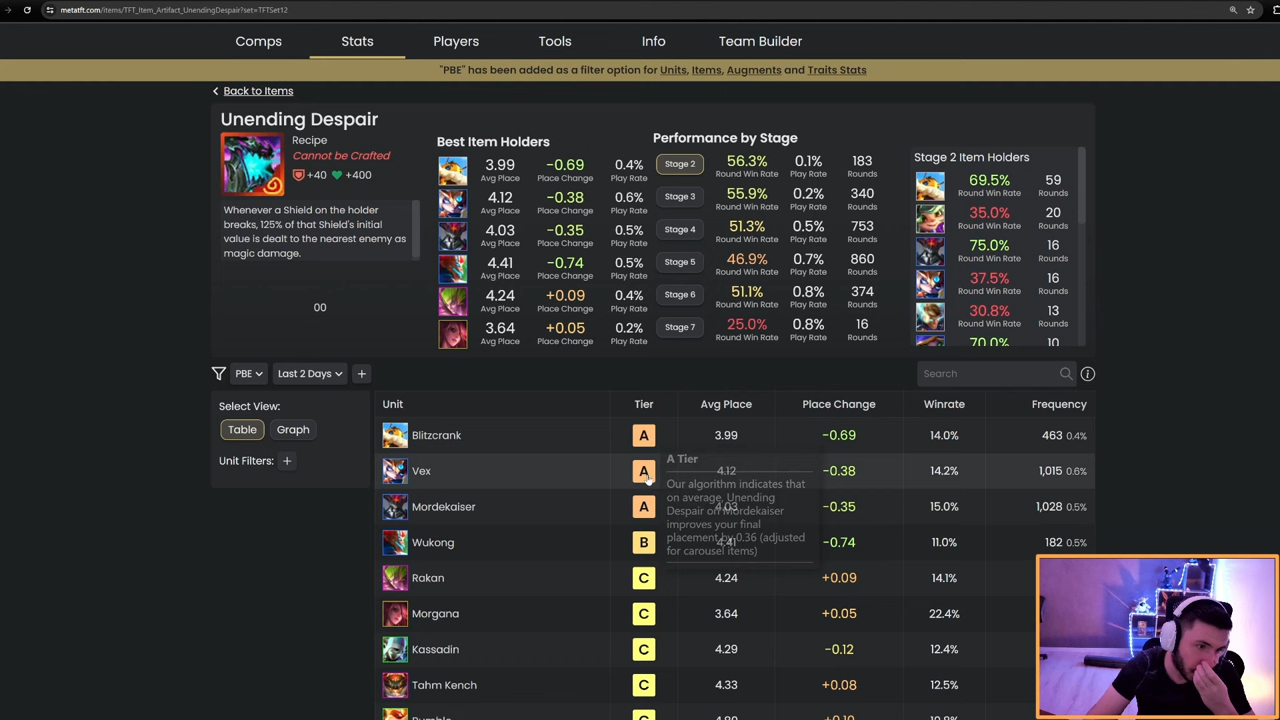 metatft.com/items/TFT_Item_Artifact_UnendingDespair?set=TFTSet12
Comps Stats Players Tools Info Team Builder
"PBE" has been added as a filter option for Units, Items, Augments and Traits Stats
Back to Items
Unending Despair
Recipe
Cannot be Crafted
+40 +400
Whenever a Shield on the holder
breaks, 125% of that Shield's initial
value is dealt to the nearest enemy as
magic damage.
00
Best Item Holders
3.99 -0.69 0.4%
Avg Place Place Change Play Rate
4.12 -0.38 0.6%
Avg Place Place Change Play Rate
4.03 -0.35 0.5%
Avg Place Place Change Play Rate
4.41 -0.74 0.5%
Avg Place Place Change Play Rate
4.24 +0.09 0.4%
Avg Place Place Change Play Rate
3.64 +0.05 0.2%
Avg Place Place Change Play Rate
Performance by Stage
Stage 2 56.3% 0.1% 183
Round Win Rate Play Rate Rounds
Stage 3 55.9% 0.2% 340
Round Win Rate Play Rate Rounds
Stage 4 51.3% 0.5% 753
Round Win Rate Play Rate Rounds
Stage 5 46.9% 0.7% 860
Round Win Rate Play Rate Rounds
Stage 6 51.1% 0.8% 374
Round Win Rate Play Rate Rounds
Stage 7 25.0% 0.8% 16
Round Win Rate Play Rate Rounds
Stage 2 Item Holders
69.5% 59
Round Win Rate Rounds
35.0% 20
Round Win Rate Rounds
75.0% 16
Round Win Rate Rounds
37.5% 16
Round Win Rate Rounds
30.8% 13
Round Win Rate Rounds
70.0% 10
PBE Last 2 Days + Search
Select View:
Table Graph
Unit Filters: +
Unit Tier Avg Place Place Change Winrate Frequency
Blitzcrank A 3.99 -0.69 14.0% 463 0.4%
Vex A 4.12 -0.38 14.2% 1,015 0.6%
Mordekaiser A 4.03 -0.35 15.0% 1,028 0.5%
Wukong B 4.41 -0.74 11.0% 182 0.5%
Rakan C 4.24 +0.09 14.1%
Morgana C 3.64 +0.05 22.4%
Kassadin C 4.29 -0.12 12.4%
Tahm Kench C 4.33 +0.08 12.5%
A Tier
Our algorithm indicates that
on average, Unending
Despair on Mordekaiser
improves your final
placement by 0.36 (adjusted
for carousel items)